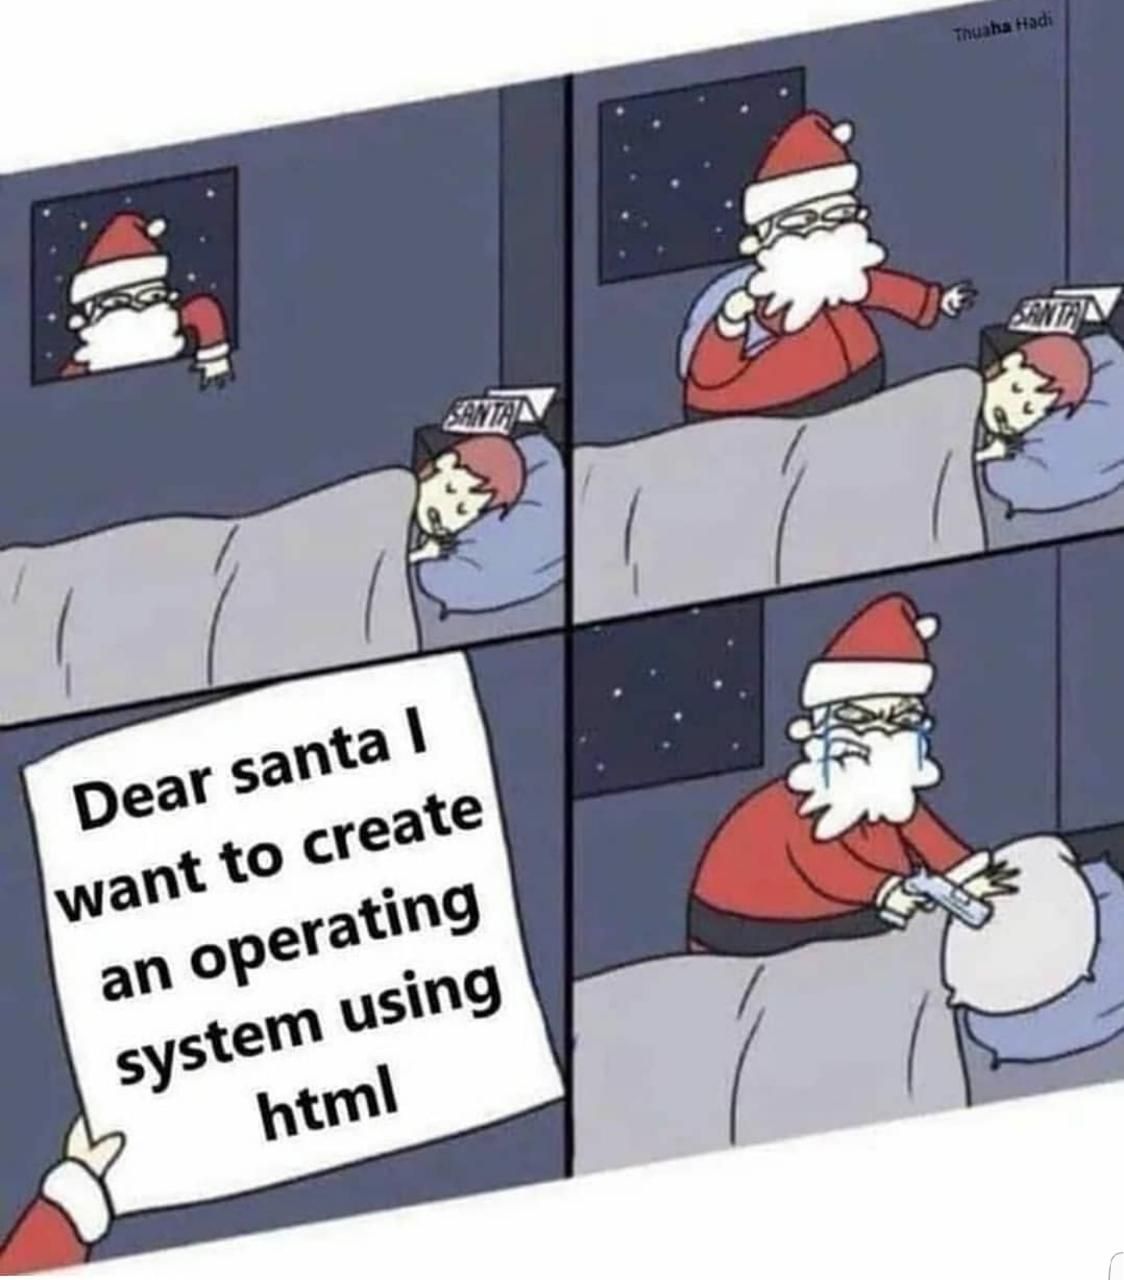 Thuaha Hadi
SANTA
SANTA
Dear santa I
want to create
an operating
system using
html